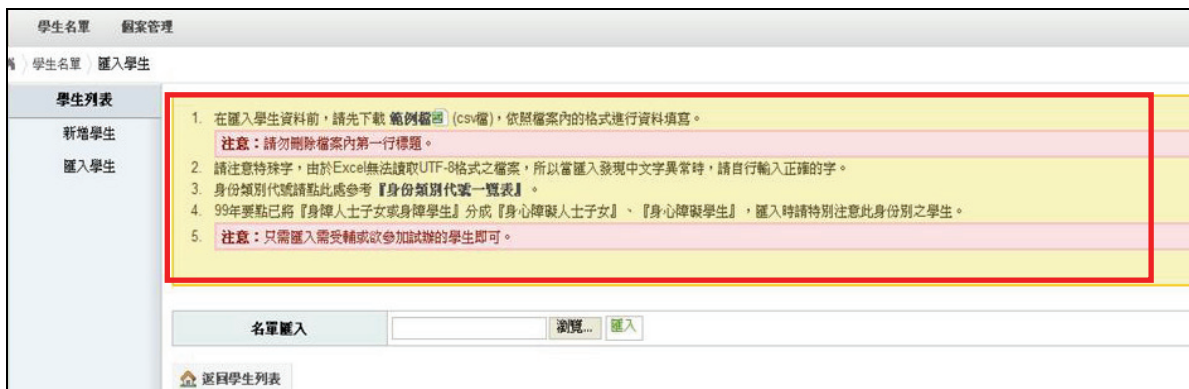 學生名單 個案管理
學生名單 〉 匯入學生
學生列表
新增學生
匯入學生
1. 在匯入學生資料前，請先下載 範例檔 (csv檔)，依照檔案內的格式進行資料填寫。
注意：請勿刪除檔案內第一行標題。
2. 請注意特殊字，由於Excel無法讀取UTF-8格式之檔案，所以當匯入發現中文字異常時，請自行輸入正確的字。
3. 身份類別代號請點此處參考『身份類別代號一覽表』。
4. 99年要點已將『身障人士子女或身障學生』分成『身心障礙人士子女』、『身心障礙學生』，匯入時請特別注意此身份別之學生。
5. 注意：只需匯入需受輔或欲參加試辦的學生即可。
名單匯入 瀏覽... 匯入
返回學生列表